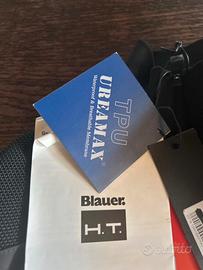 TPU
UREAMAX®
Waterproof & Breathable Membrane
Blauer.
H.T.
subito